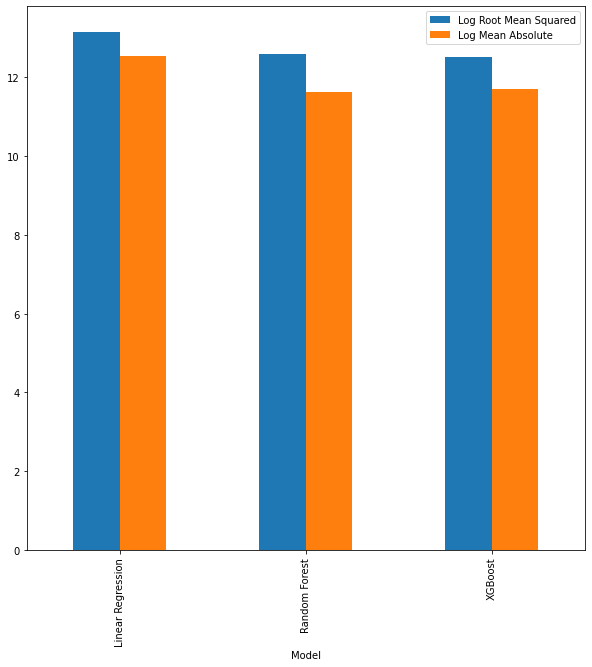 Log Root Mean Squared
Log Mean Absolute
12
10
8
6
4
2
0
Linear Regression
Random Forest
XGBoost
Model